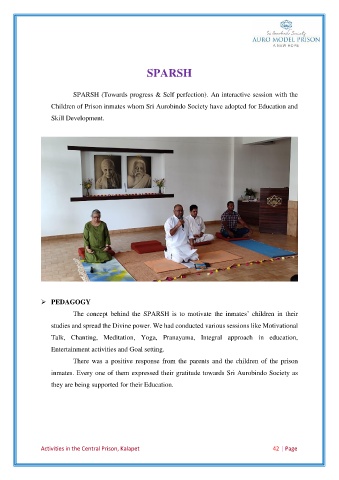 Sri Aurobindo Society
AURO MODEL PRISON
A NEW HOPE
SPARSH
SPARSH (Towards progress & Self perfection). An interactive session with the
Children of Prison inmates whom Sri Aurobindo Society have adopted for Education and
Skill Development.
➢ PEDAGOGY
The concept behind the SPARSH is to motivate the inmates' children in their
studies and spread the Divine power. We had conducted various sessions like Motivational
Talk, Chanting, Meditation, Yoga, Pranayama, Integral approach in education,
Entertainment activities and Goal setting.
There was a positive response from the parents and the children of the prison
inmates. Every one of them expressed their gratitude towards Sri Aurobindo Society as
they are being supported for their Education.
Activities in the Central Prison, Kalapet 42 | Page